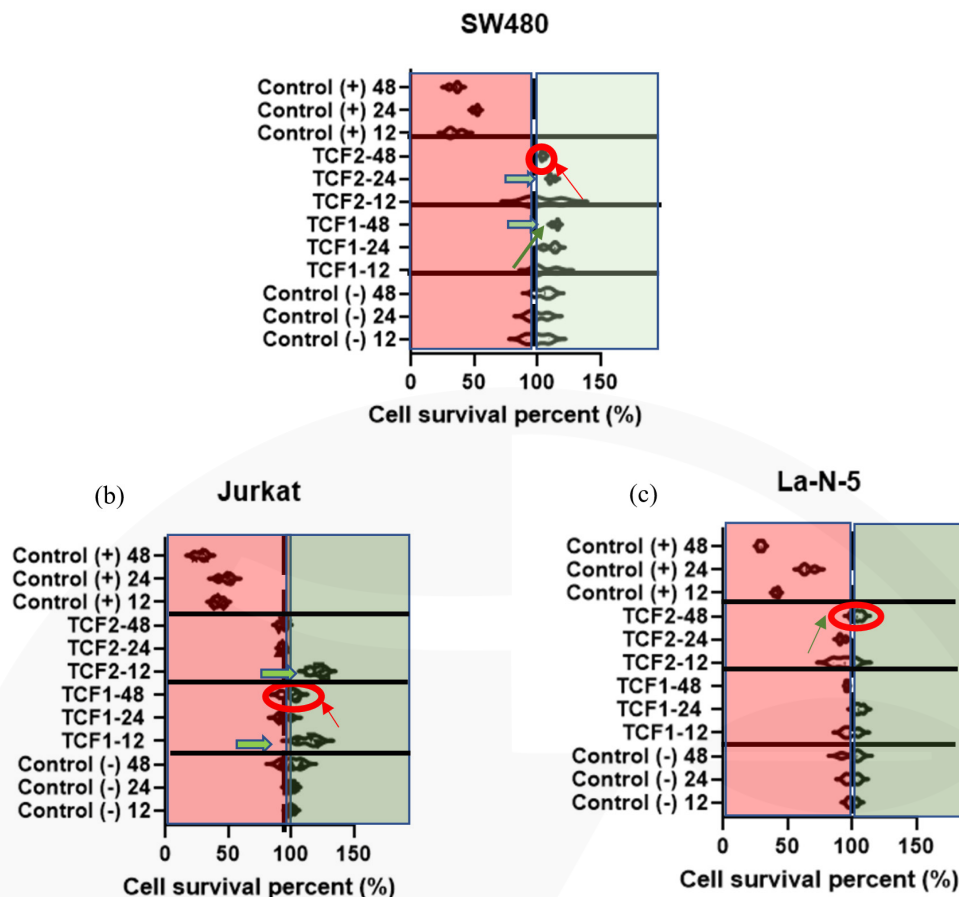 SW480
Control (+) 48
Control (+) 24
Control (+) 12
TCF2-48
TCF2-24
TCF2-12
TCF1-48
TCF1-24
TCF1-12
Control (-) 48
Control (-) 24
Control (-) 12
0 50 100 150
Cell survival percent (%)
(b) Jurkat
Control (+) 48
Control (+) 24
Control (+) 12
TCF2-48
TCF2-24
TCF2-12
TCF1-48
TCF1-24
TCF1-12
Control (-) 48
Control (-) 24
Control (-) 12
0 50 100 150
Cell survival percent (%)
(c) La-N-5
Control (+) 48
Control (+) 24
Control (+) 12
TCF2-48
TCF2-24
TCF2-12
TCF1-48
TCF1-24
TCF1-12
Control (-) 48
Control (-) 24
Control (-) 12
0 50 100 150
Cell survival percent (%)